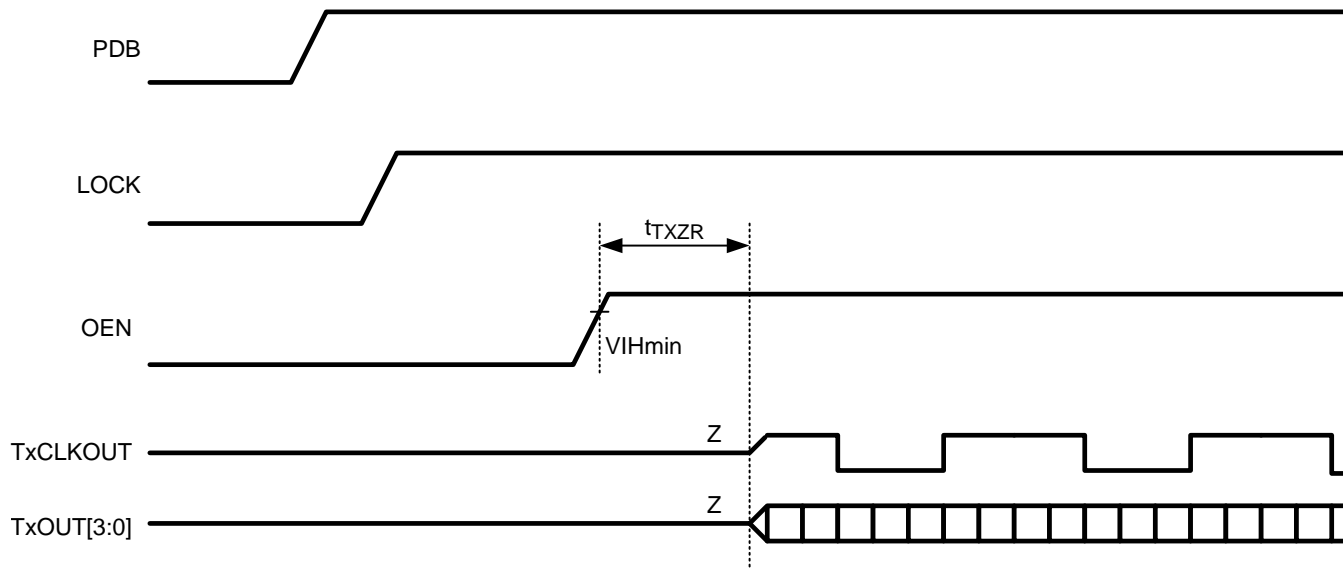 PDB
LOCK
tTXZR
OEN
VIHmin
Z
TxCLKOUT
Z
TxOUT[3:0]